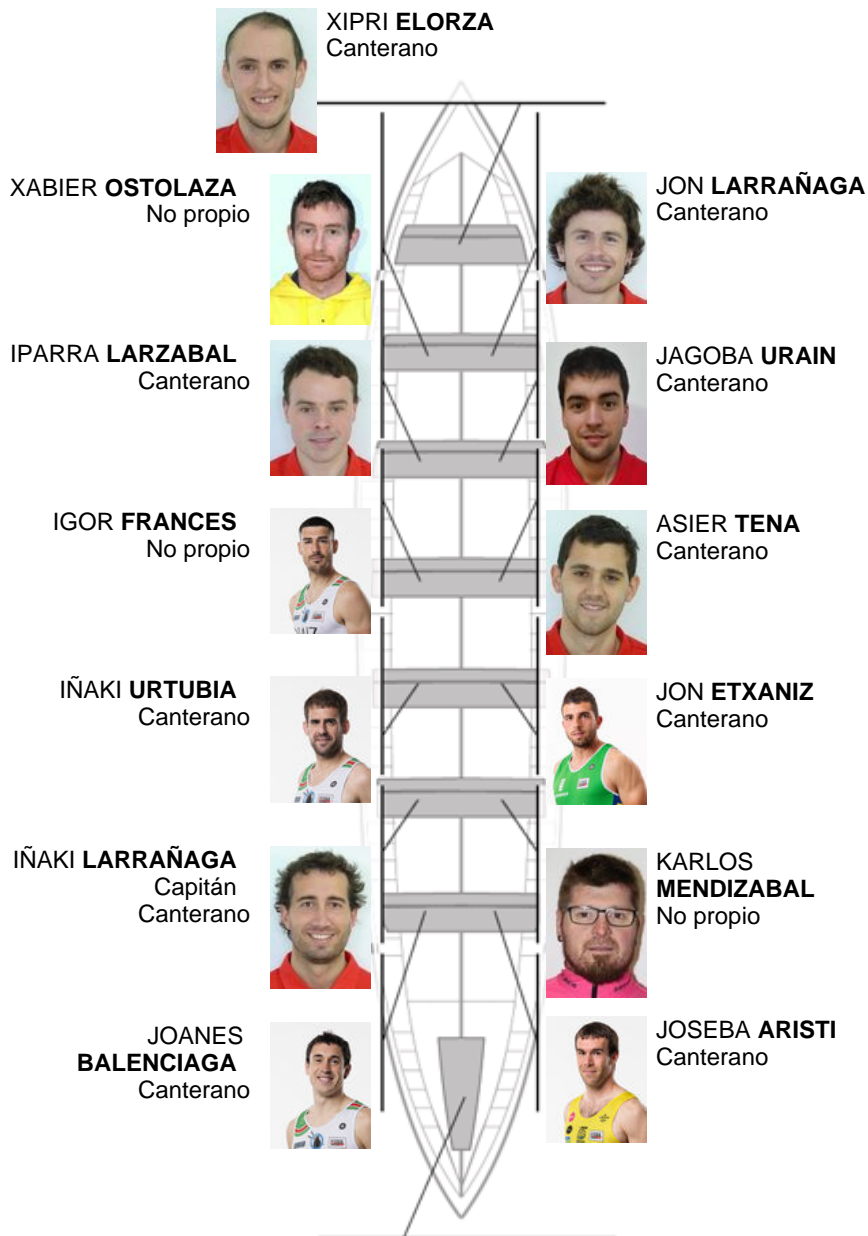 XIPRI ELORZA
Canterano
XABIER OSTOLAZA
No propio
JON LARRAÑAGA
Canterano
IPARRA LARZABAL
Canterano
JAGOBA URAIN
Canterano
IGOR FRANCES
No propio
ASIER TENA
Canterano
IÑAKI URTUBIA
Canterano
JON ETXANIZ
Canterano
IÑAKI LARRAÑAGA
Capitán
Canterano
KARLOS
MENDIZABAL
No propio
JOANES
BALENCIAGA
Canterano
JOSEBA ARISTI
Canterano